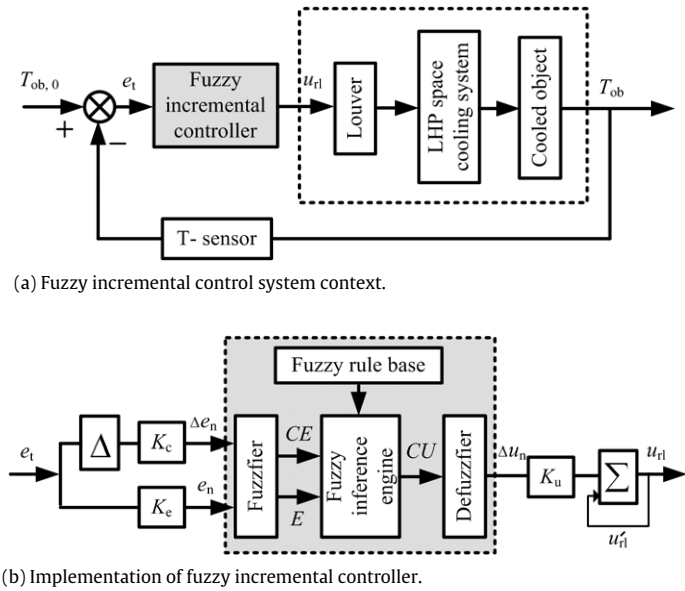 T_ob, 0
e_t
+
−
Fuzzy
incremental
controller
u_rl
Louver
LHP space
cooling system
Cooled object
T_ob
T- sensor
(a) Fuzzy incremental control system context.
Fuzzy rule base
e_t
Δ
K_c
Δe_n
K_e
e_n
Fuzzfier
CE
E
Fuzzy
inference
engine
CU
Defuzzfier
Δu_n
K_u
Σ
u_rl
u′_rl
(b) Implementation of fuzzy incremental controller.